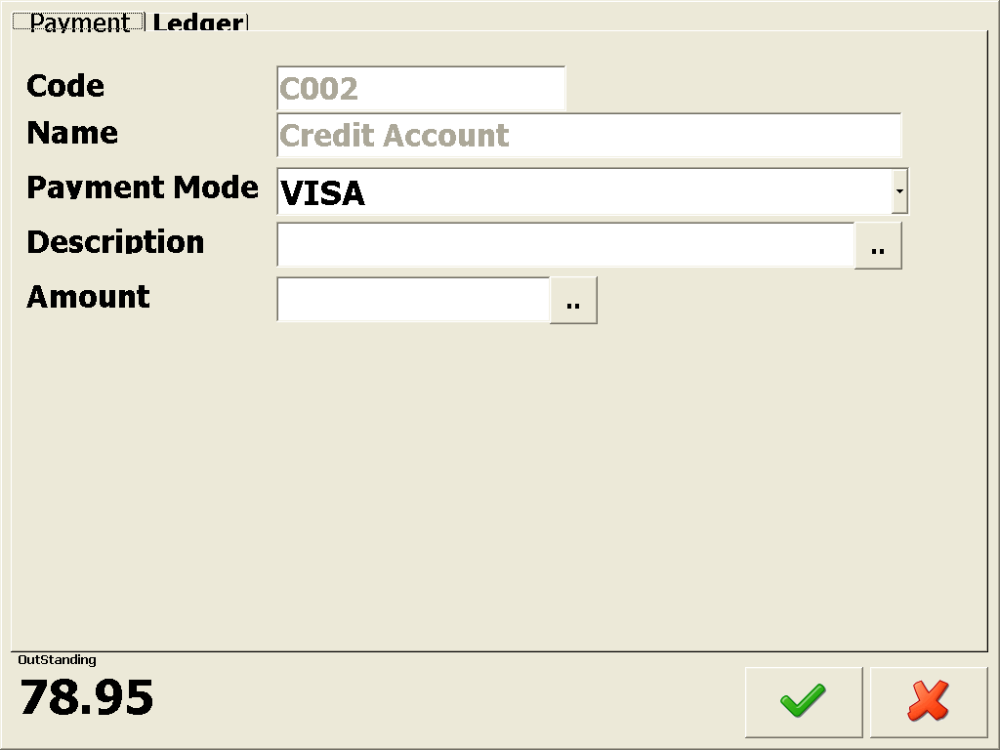 Payment Ledger
Code C002
Name Credit Account
Payment Mode VISA
Description ..
Amount ..
OutStanding
78.95